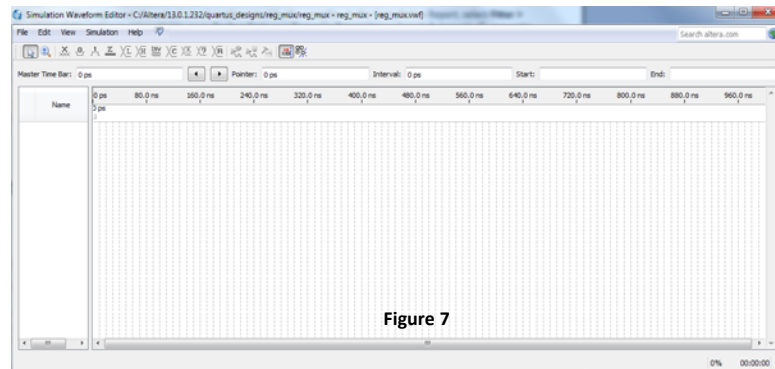 Simulation Waveform Editor - C:/Altera/13.0.1.232/quartus_designs/reg_mux/reg_mux - reg_mux - [reg_mux.vwf]
File Edit View Simulation Help
Search altera.com
Master Time Bar: 0 ps Pointer: 0 ps Interval: 0 ps Start: End:
Name
0 ps 80.0 ns 160.0 ns 240.0 ns 320.0 ns 400.0 ns 480.0 ns 560.0 ns 640.0 ns 720.0 ns 800.0 ns 880.0 ns 960.0 ns
0 ps
Figure 7
0% 00:00:00